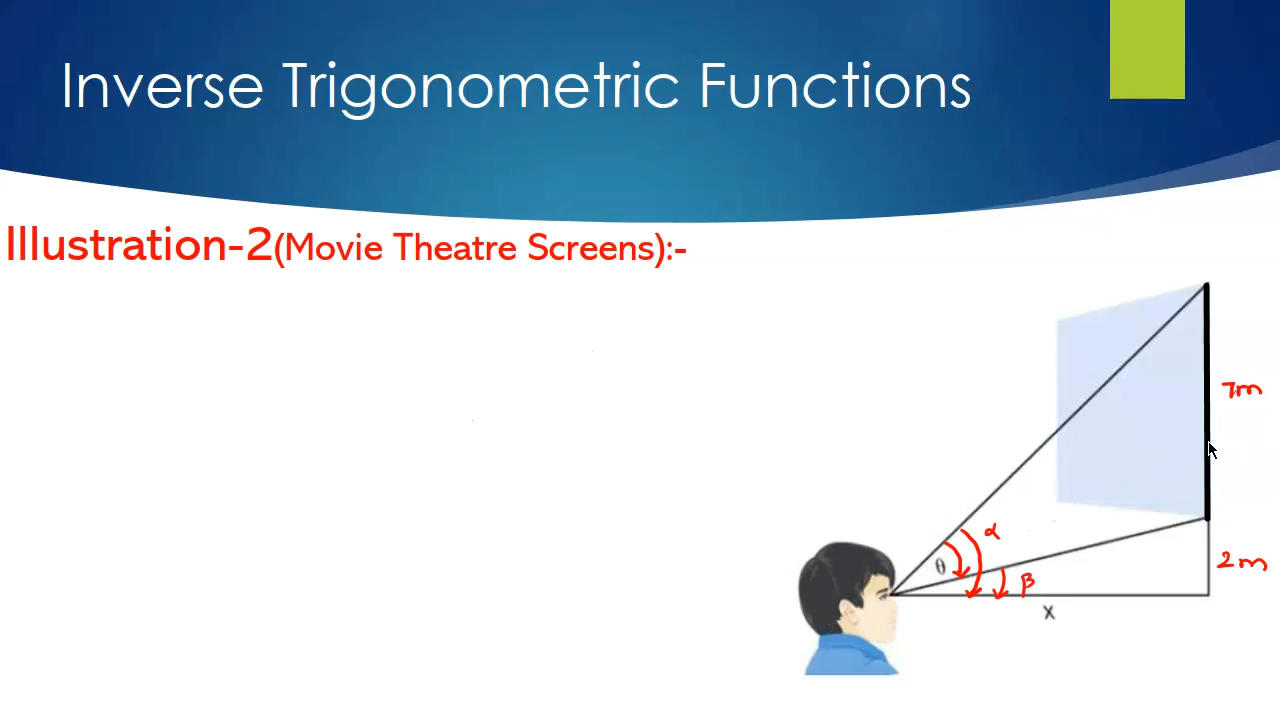 Inverse Trigonometric Functions
Illustration-2(Movie Theatre Screens):-
7m
α
θ
β
2m
x